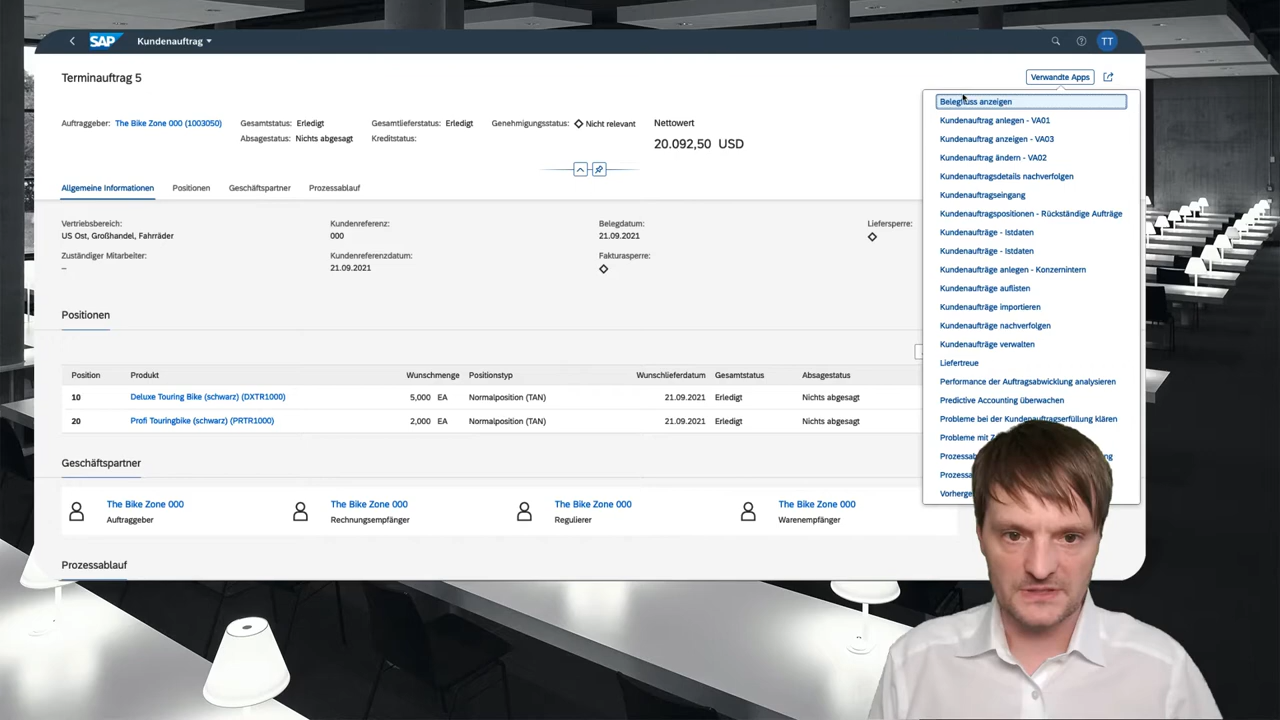 SAP Kundenauftrag
TT
Terminauftrag 5
Verwandte Apps
Auftraggeber: The Bike Zone 000 (1003050)
Gesamtstatus: Erledigt
Absagestatus: Nichts abgesagt
Gesamtlieferstatus: Erledigt
Kreditstatus:
Genehmigungsstatus: Nicht relevant
Nettowert
20.092,50 USD
Allgemeine Informationen Positionen Geschäftspartner Prozessablauf
Vertriebsbereich:
US Ost, Großhandel, Fahrräder
Zuständiger Mitarbeiter:
–
Kundenreferenz:
000
Kundenreferenzdatum:
21.09.2021
Belegdatum:
21.09.2021
Fakturasperre:
Liefersperre:
Positionen
Position Produkt Wunschmenge Positionstyp Wunschlieferdatum Gesamtstatus Absagestatus
10 Deluxe Touring Bike (schwarz) (DXTR1000) 5,000 EA Normalposition (TAN) 21.09.2021 Erledigt Nichts abgesagt
20 Profi Touringbike (schwarz) (PRTR1000) 2,000 EA Normalposition (TAN) 21.09.2021 Erledigt Nichts abgesagt
Geschäftspartner
The Bike Zone 000
Auftraggeber
The Bike Zone 000
Rechnungsempfänger
The Bike Zone 000
Regulierer
The Bike Zone 000
Warenempfänger
Prozessablauf
Belegfluss anzeigen
Kundenauftrag anlegen - VA01
Kundenauftrag anzeigen - VA03
Kundenauftrag ändern - VA02
Kundenauftragsdetails nachverfolgen
Kundenauftragseingang
Kundenauftragspositionen - Rückständige Aufträge
Kundenaufträge - Istdaten
Kundenaufträge - Istdaten
Kundenaufträge anlegen - Konzernintern
Kundenaufträge auflisten
Kundenaufträge importieren
Kundenaufträge nachverfolgen
Kundenaufträge verwalten
Liefertreue
Performance der Auftragsabwicklung analysieren
Predictive Accounting überwachen
Probleme bei der Kundenauftragserfüllung klären
Probleme mit